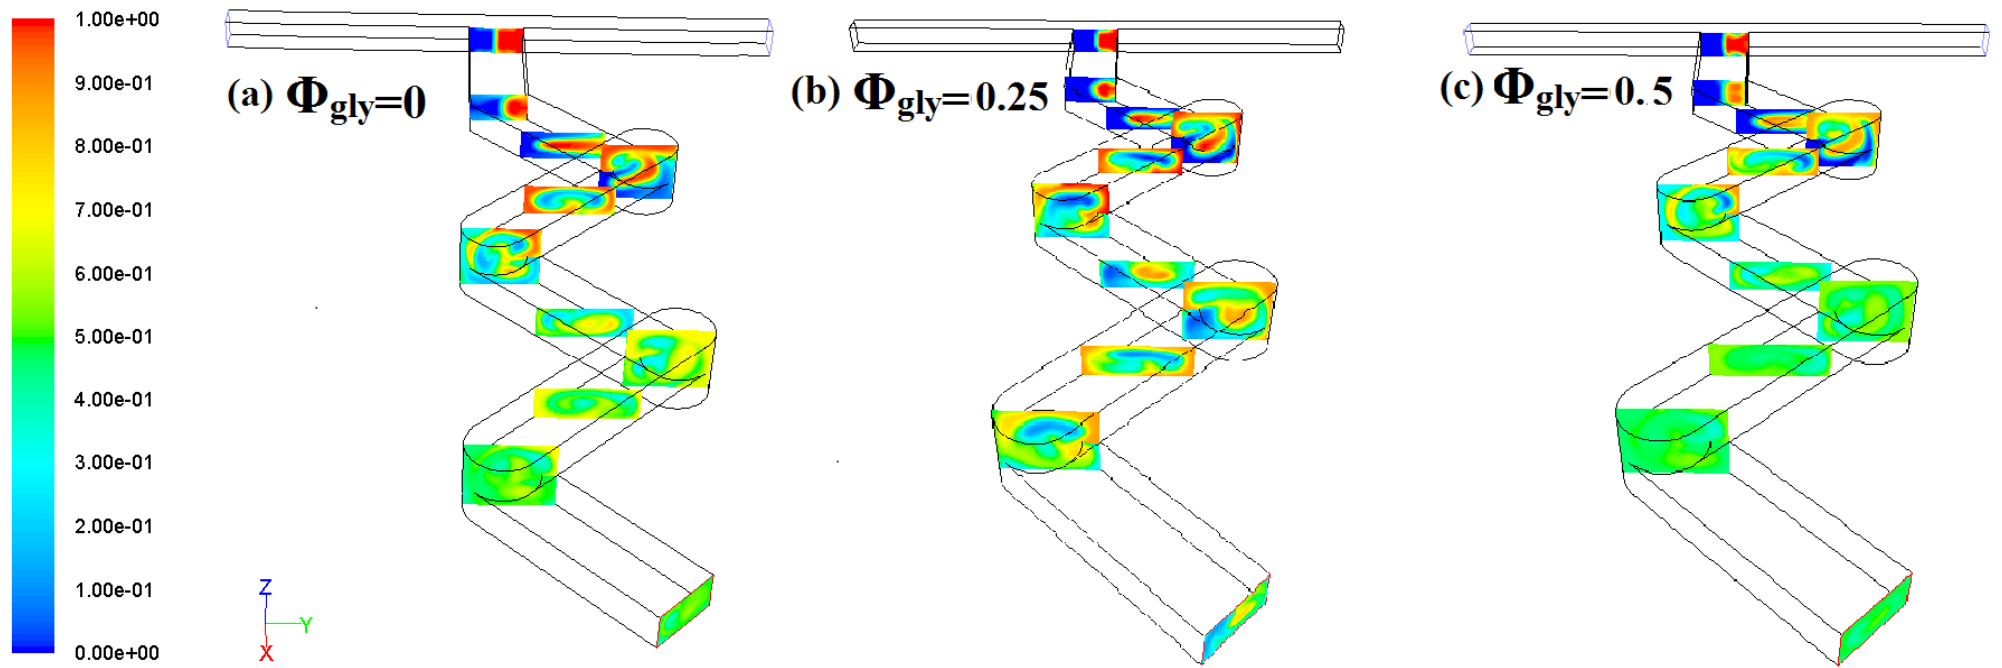 1.00e+00
9.00e-01
8.00e-01
7.00e-01
6.00e-01
5.00e-01
4.00e-01
3.00e-01
2.00e-01
1.00e-01
0.00e+00
(a) Φgly=0
(b) Φgly=0.25
(c) Φgly=0.5
Z
Y
X